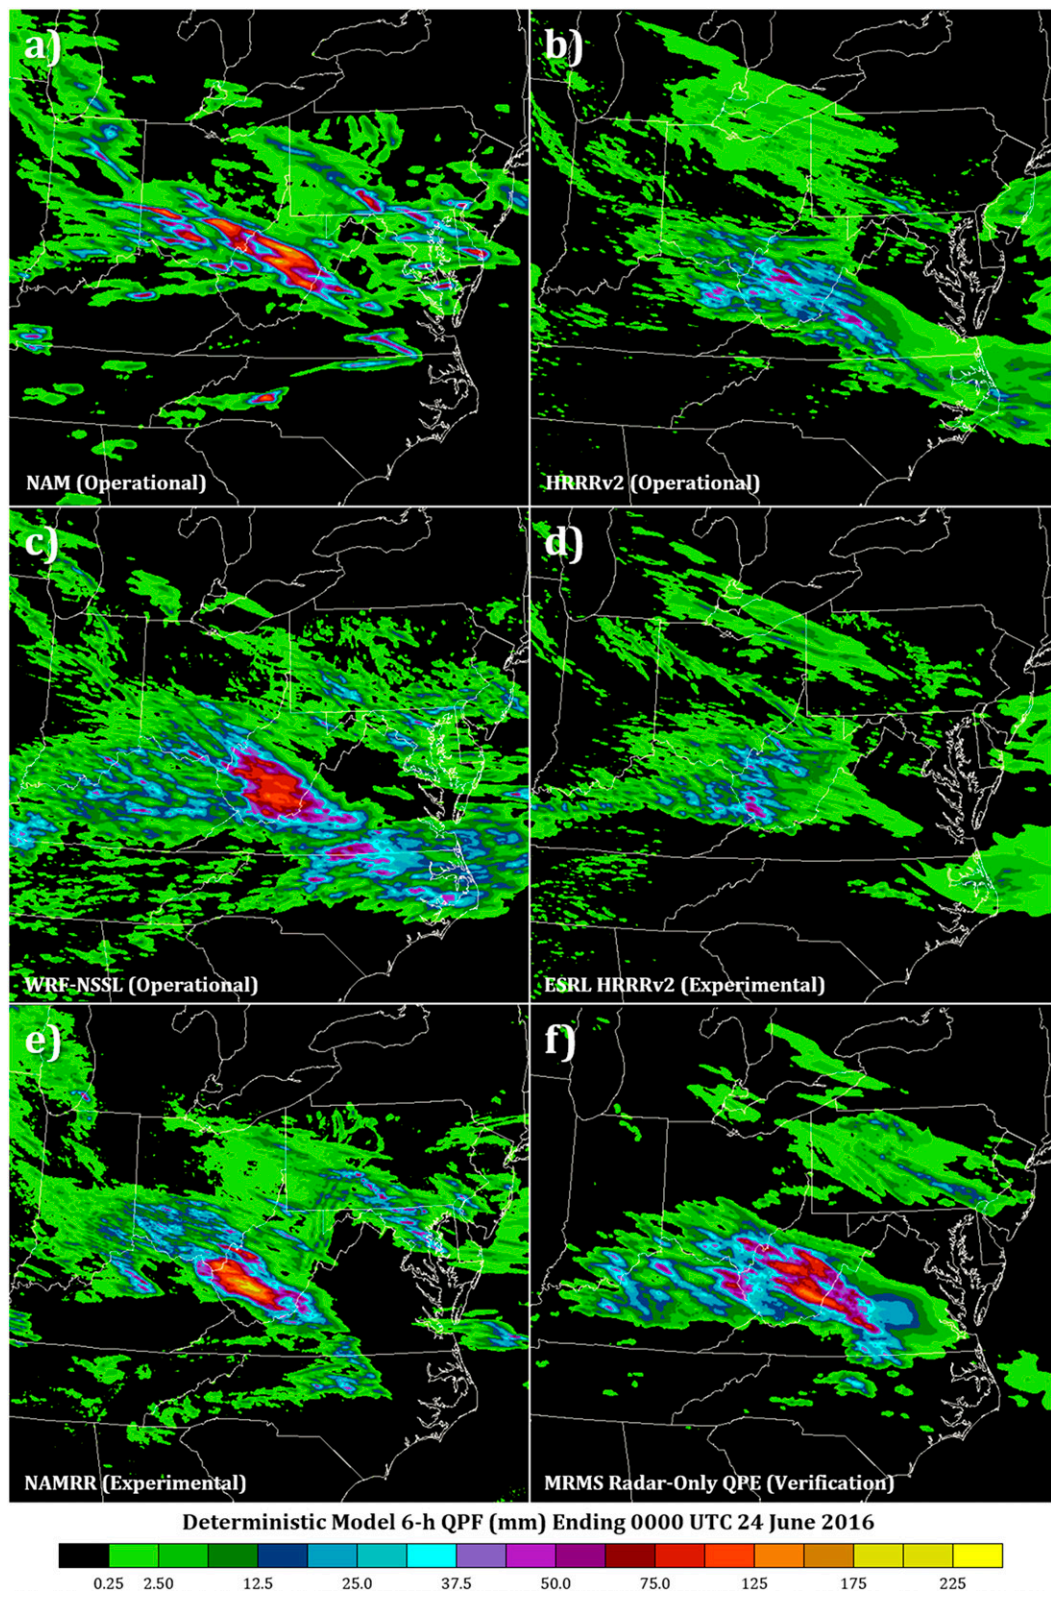 a)
b)
NAM (Operational)
HRRRv2 (Operational)
c)
d)
WRF-NSSL (Operational)
ESRL HRRRv2 (Experimental)
e)
f)
NAMRR (Experimental)
MRMS Radar-Only QPE (Verification)
Deterministic Model 6-h QPF (mm) Ending 0000 UTC 24 June 2016
0.25 2.50 12.5 25.0 37.5 50.0 75.0 125 175 225